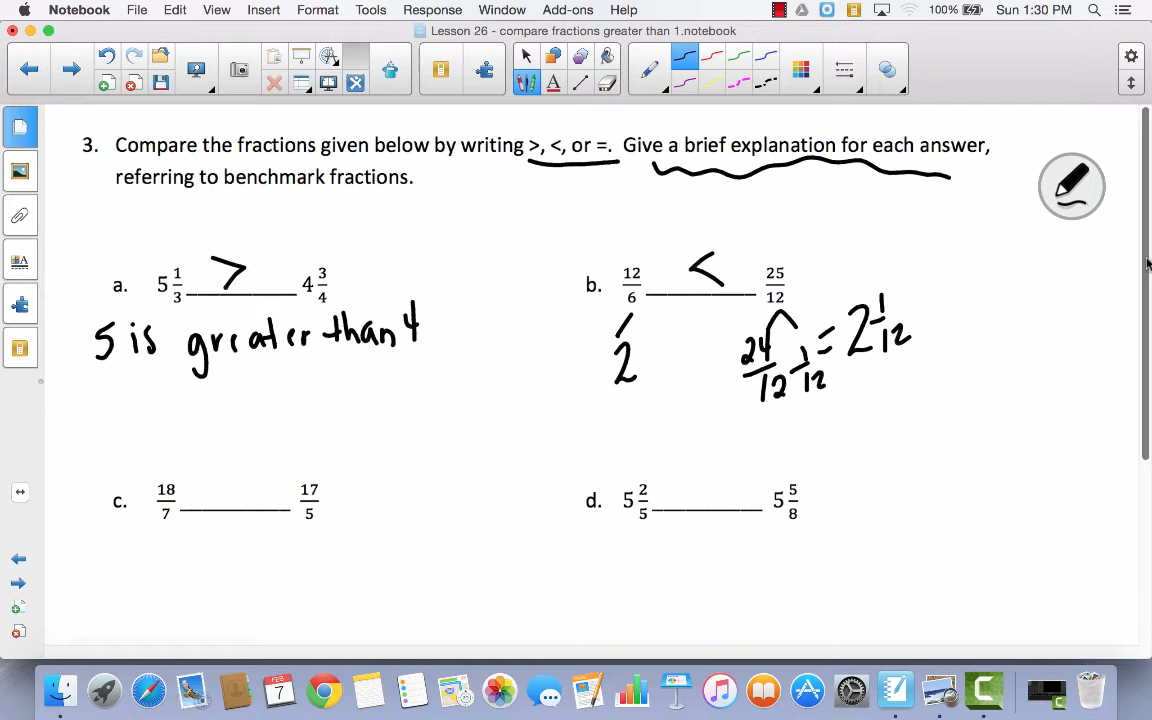 Notebook File Edit View Insert Format Tools Response Window Add-ons Help 100% Sun 1:30 PM
Lesson 26 - compare fractions greater than 1.notebook
3. Compare the fractions given below by writing >, <, or =. Give a brief explanation for each answer,
referring to benchmark fractions.
a. 5 1/3 > 4 3/4 b. 12/6 < 25/12
5 is greater than 4
2 24/12 1/12 = 2 1/12
c. 18/7 ________ 17/5 d. 5 2/5 ________ 5 5/8
FEB
7